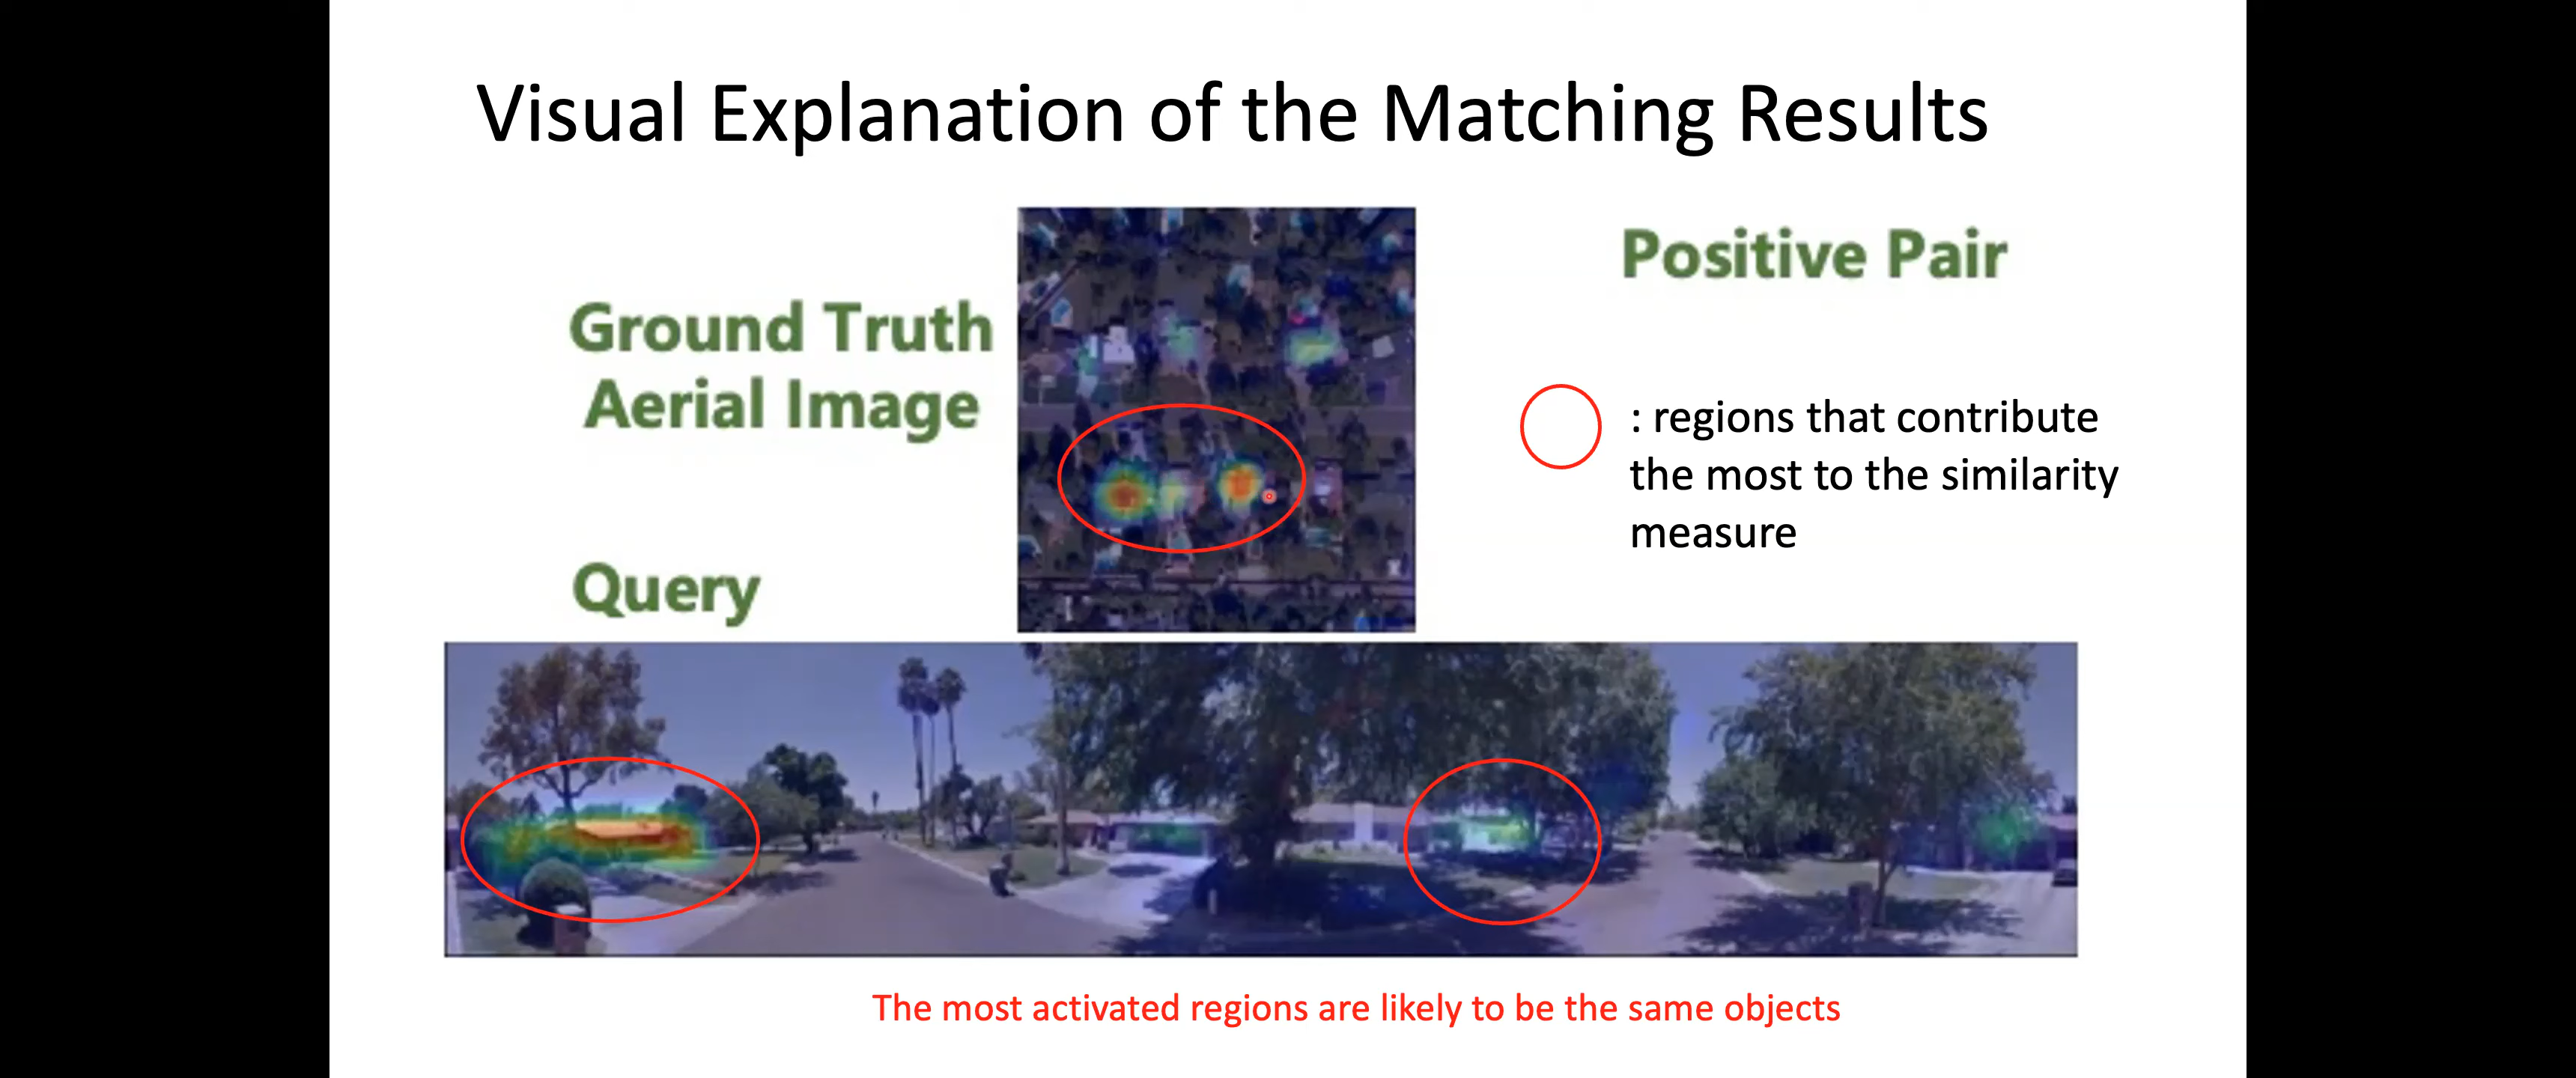 Visual Explanation of the Matching Results
Positive Pair
Ground Truth
Aerial Image
: regions that contribute
the most to the similarity
measure
Query
The most activated regions are likely to be the same objects